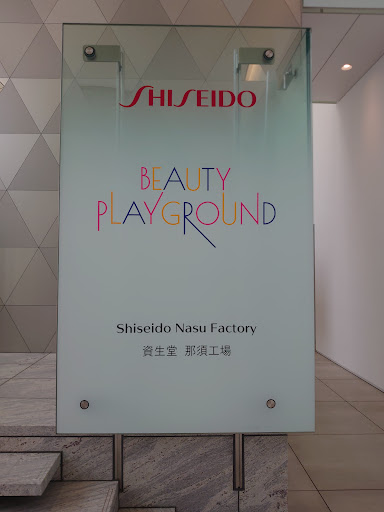 SHISEIDO
BEAUTY
PLAYGROUND
Shiseido Nasu Factory
資生堂 那須工場